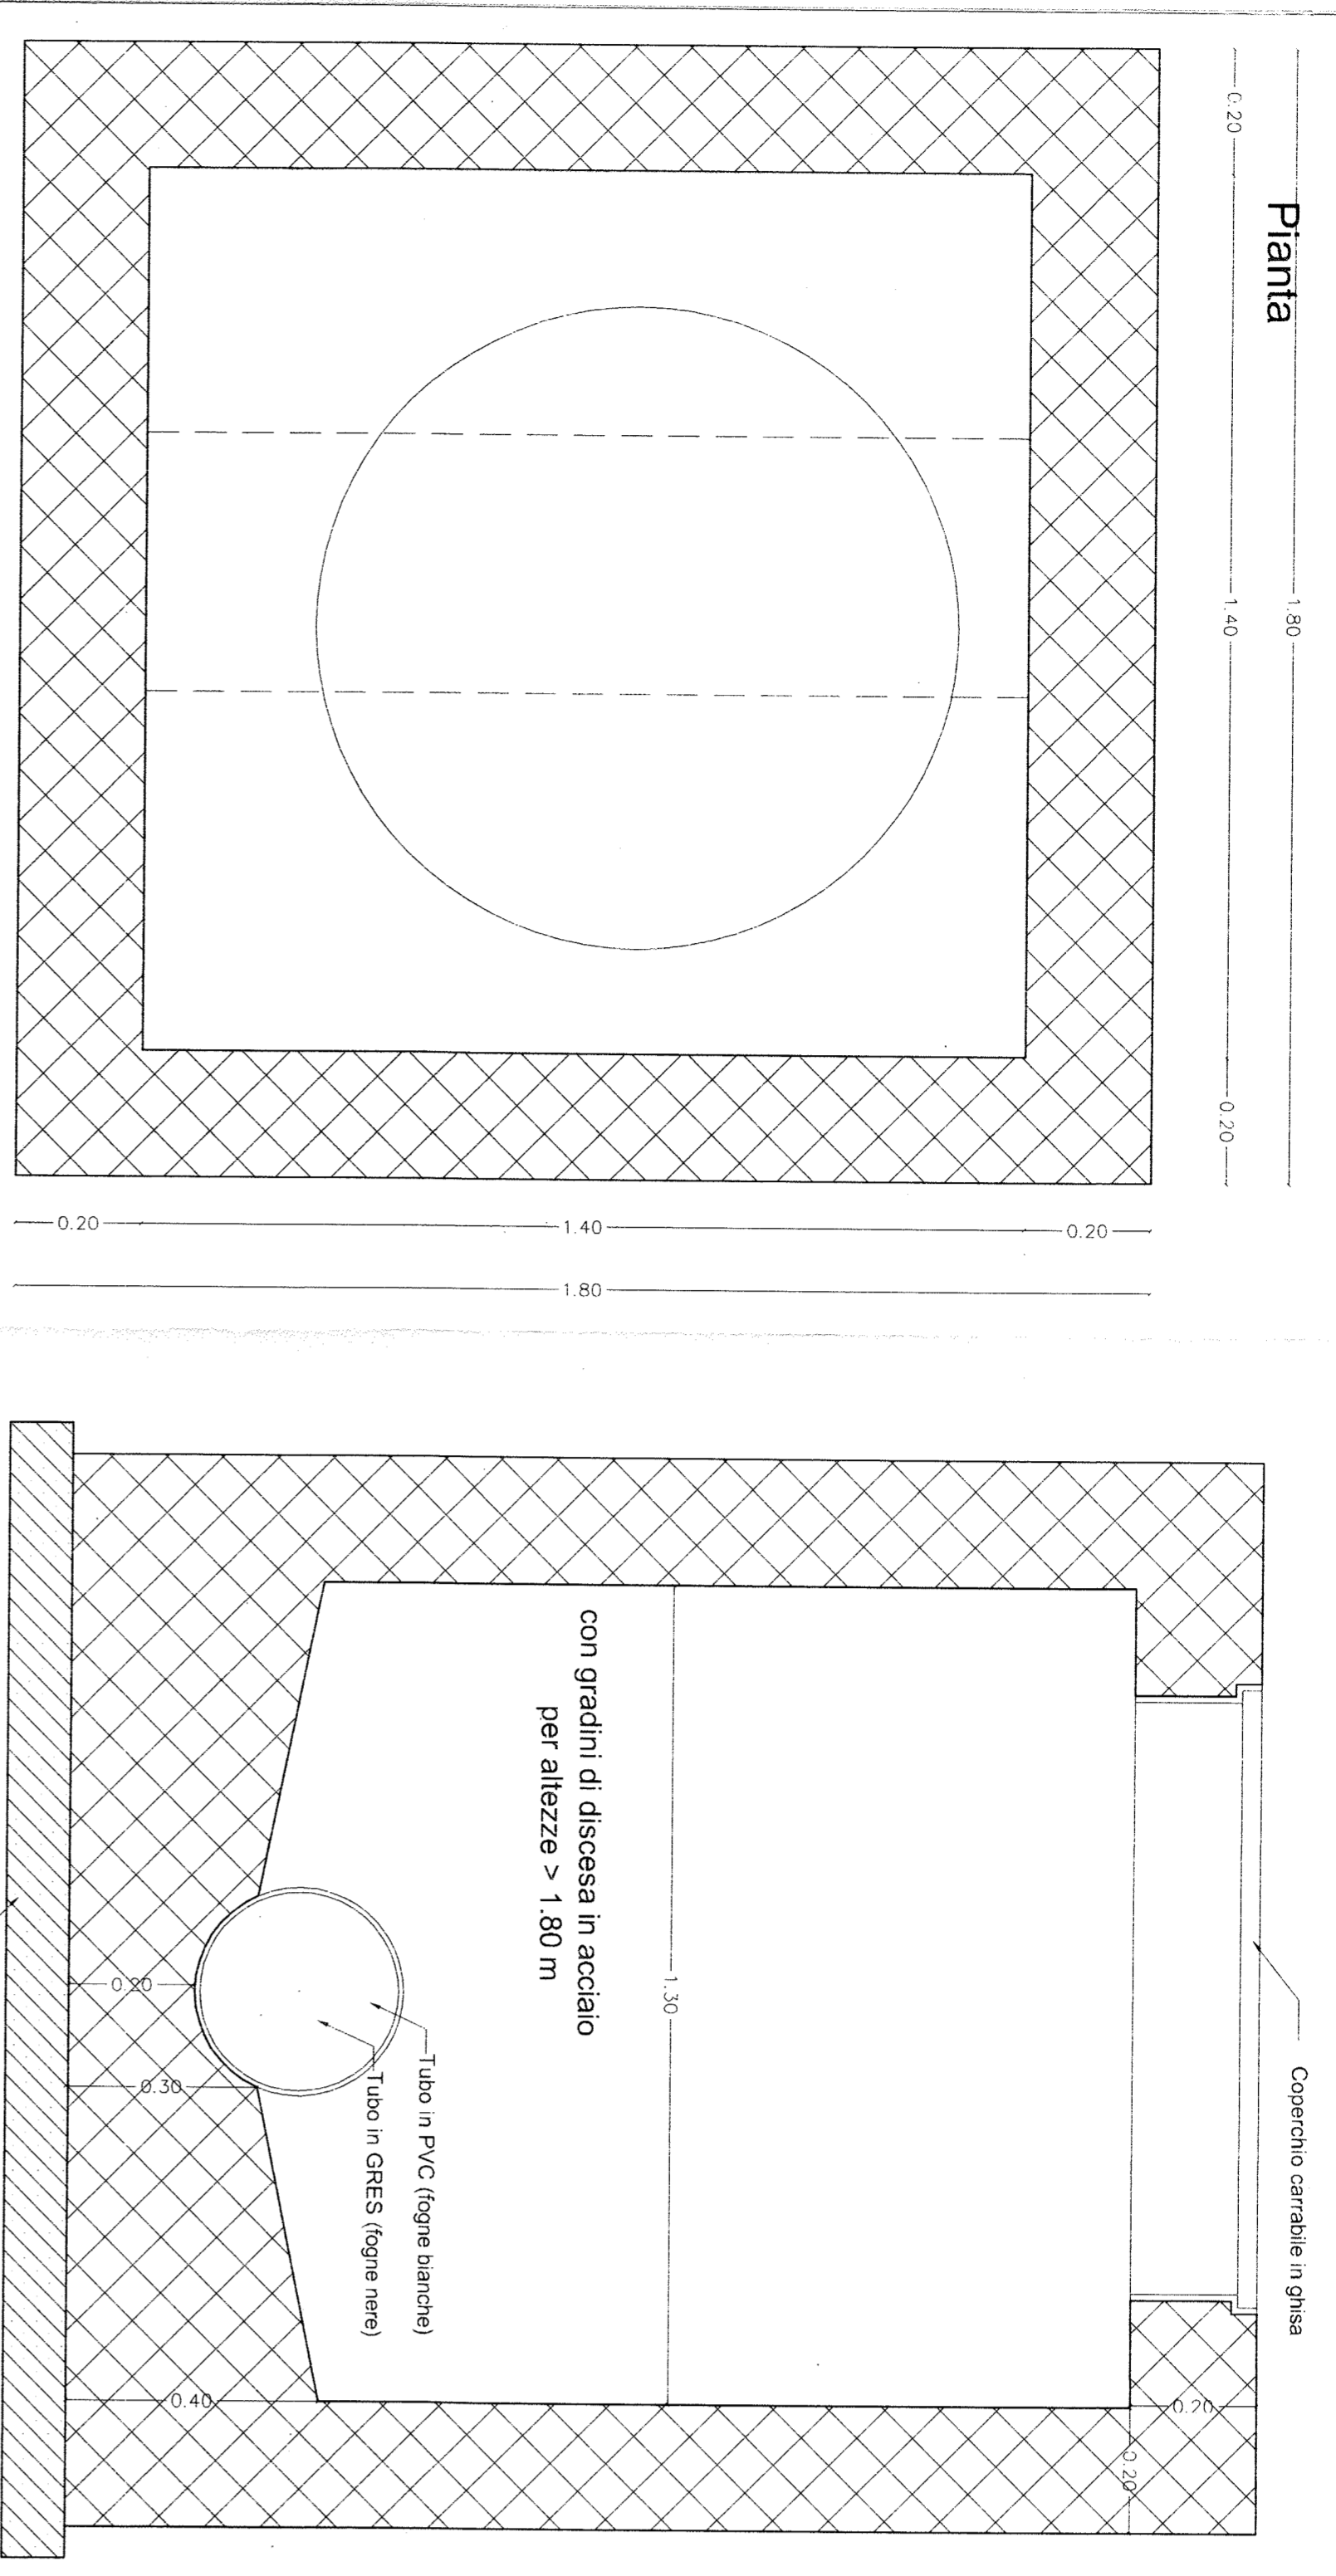 Pianta
1.80
0.20
1.40
0.20
0.20
1.40
0.20
1.80
Coperchio carrabile in ghisa
0.20
0.20
1.30
con gradini di discesa in acciaio
per altezze > 1.80 m
Tubo in PVC (fogne bianche)
Tubo in GRES (fogne nere)
0.20
0.30
0.40